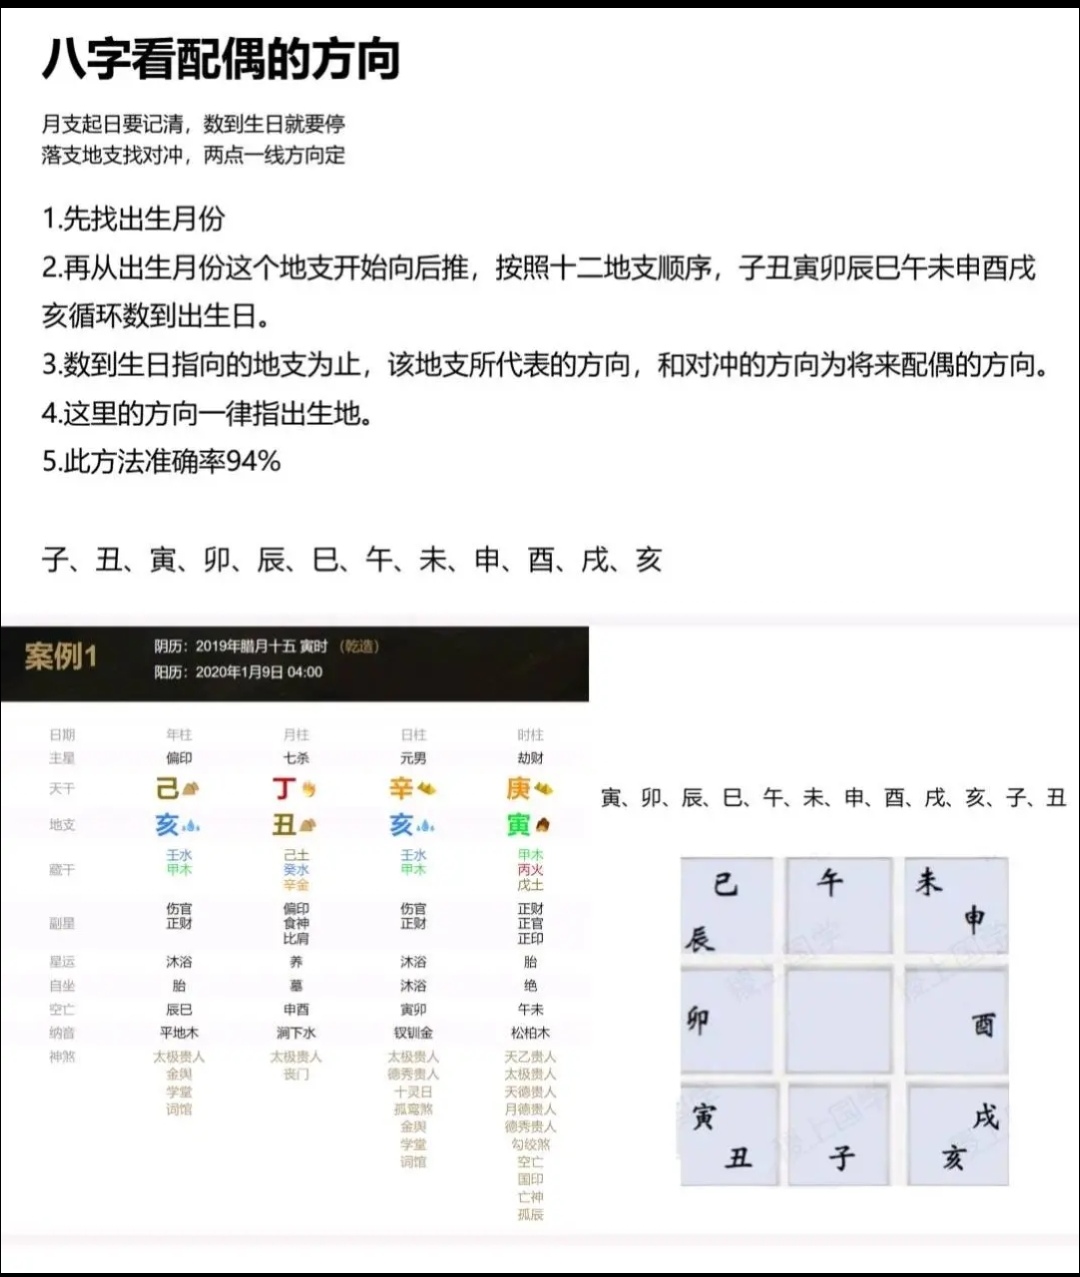 八字看配偶的方向
月支起日要记清，数到生日就要停
落支地支找对冲，两点一线方向定
1.先找出生月份
2.再从出生月份这个地支开始向后推，按照十二地支顺序，子丑寅卯辰巳午未申酉戌
亥循环数到出生日。
3.数到生日指向的地支为止，该地支所代表的方向，和对冲的方向为将来配偶的方向。
4.这里的方向一律指出生地。
5.此方法准确率94%
子、丑、寅、卯、辰、巳、午、未、申、酉、戌、亥
案例1
阴历：2019年腊月十五 寅时 （乾造）
阳历：2020年1月9日 04:00
日期 年柱 月柱 日柱 时柱
主星 偏印 七杀 元男 劫财
天干 己 丁 辛 庚
地支 亥 丑 亥 寅
藏干 壬水 己土 壬水 甲木
甲木 癸水 甲木 丙火
辛金 戊土
副星 伤官 偏印 伤官 正财
正财 食神 正财 正官
比肩 正印
星运 沐浴 养 沐浴 胎
自坐 胎 墓 沐浴 绝
空亡 辰巳 申酉 寅卯 午未
纳音 平地木 涧下水 钗钏金 松柏木
神煞 太极贵人 太极贵人 太极贵人 天乙贵人
金舆 丧门 德秀贵人 太极贵人
学堂 十灵日 天德贵人
词馆 孤鸾煞 月德贵人
金舆 德秀贵人
学堂 勾绞煞
词馆 空亡
国印
亡神
孤辰
寅、卯、辰、巳、午、未、申、酉、戌、亥、子、丑
巳 午 未
辰 申
卯 酉
寅 戌
丑 子 亥
楼上国学
楼上国学
楼上国学